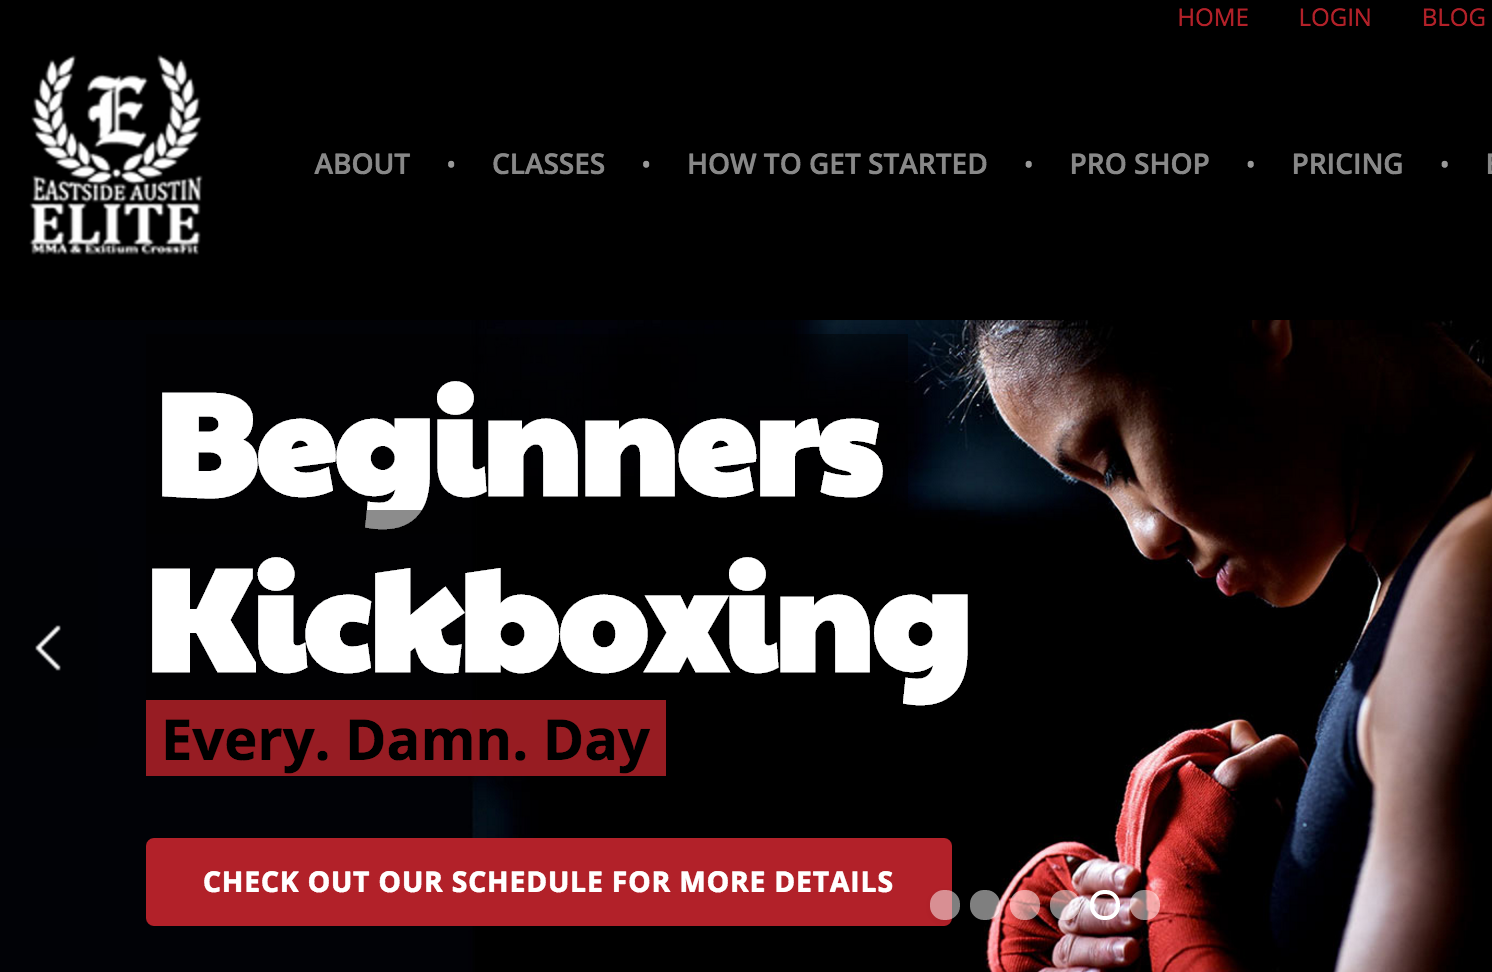 HOME LOGIN BLOG
E
EASTSIDE AUSTIN
ELITE
MMA & Exitium CrossFit
ABOUT • CLASSES • HOW TO GET STARTED • PRO SHOP • PRICING •
Beginners
Kickboxing
Every. Damn. Day
CHECK OUT OUR SCHEDULE FOR MORE DETAILS